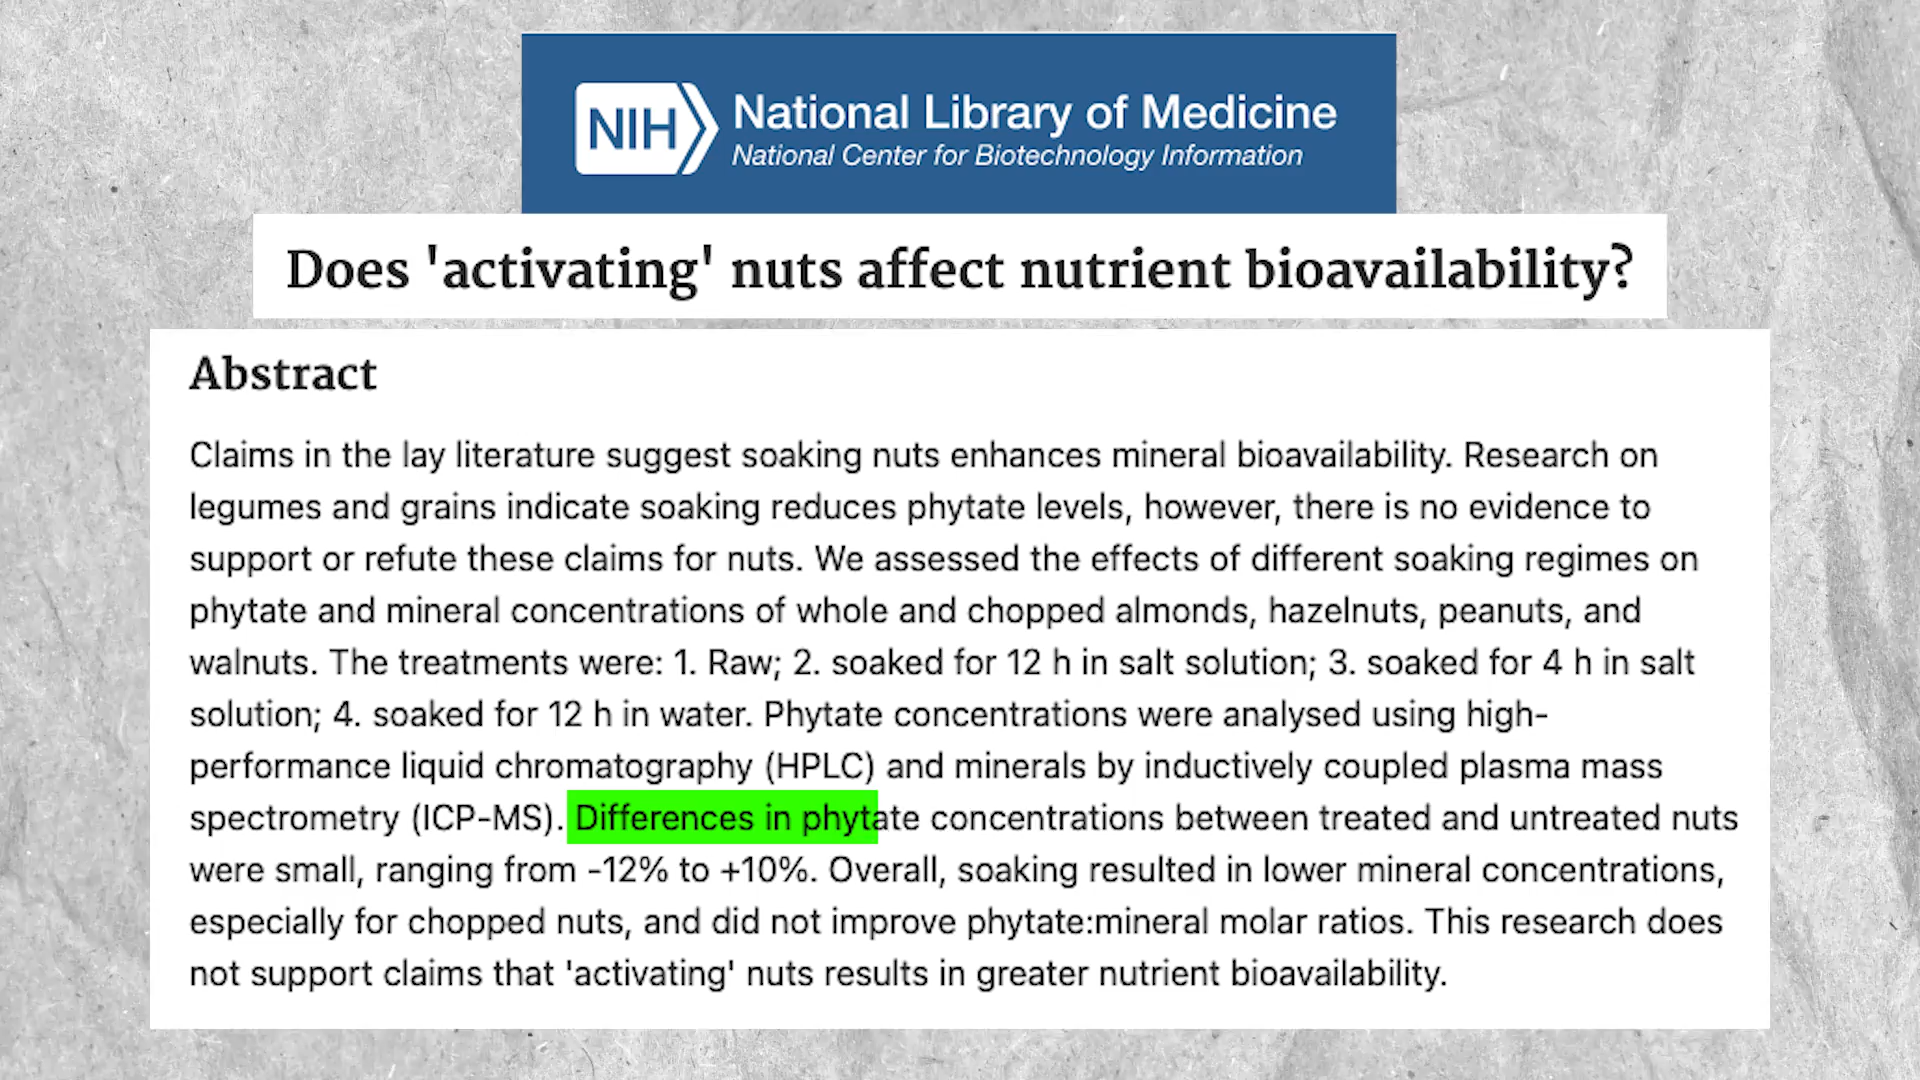 NIH
National Library of Medicine
National Center for Biotechnology Information
Does 'activating' nuts affect nutrient bioavailability?
Abstract
Claims in the lay literature suggest soaking nuts enhances mineral bioavailability. Research on
legumes and grains indicate soaking reduces phytate levels, however, there is no evidence to
support or refute these claims for nuts. We assessed the effects of different soaking regimes on
phytate and mineral concentrations of whole and chopped almonds, hazelnuts, peanuts, and
walnuts. The treatments were: 1. Raw; 2. soaked for 12 h in salt solution; 3. soaked for 4 h in salt
solution; 4. soaked for 12 h in water. Phytate concentrations were analysed using high-
performance liquid chromatography (HPLC) and minerals by inductively coupled plasma mass
spectrometry (ICP-MS). Differences in phytate concentrations between treated and untreated nuts
were small, ranging from -12% to +10%. Overall, soaking resulted in lower mineral concentrations,
especially for chopped nuts, and did not improve phytate:mineral molar ratios. This research does
not support claims that 'activating' nuts results in greater nutrient bioavailability.